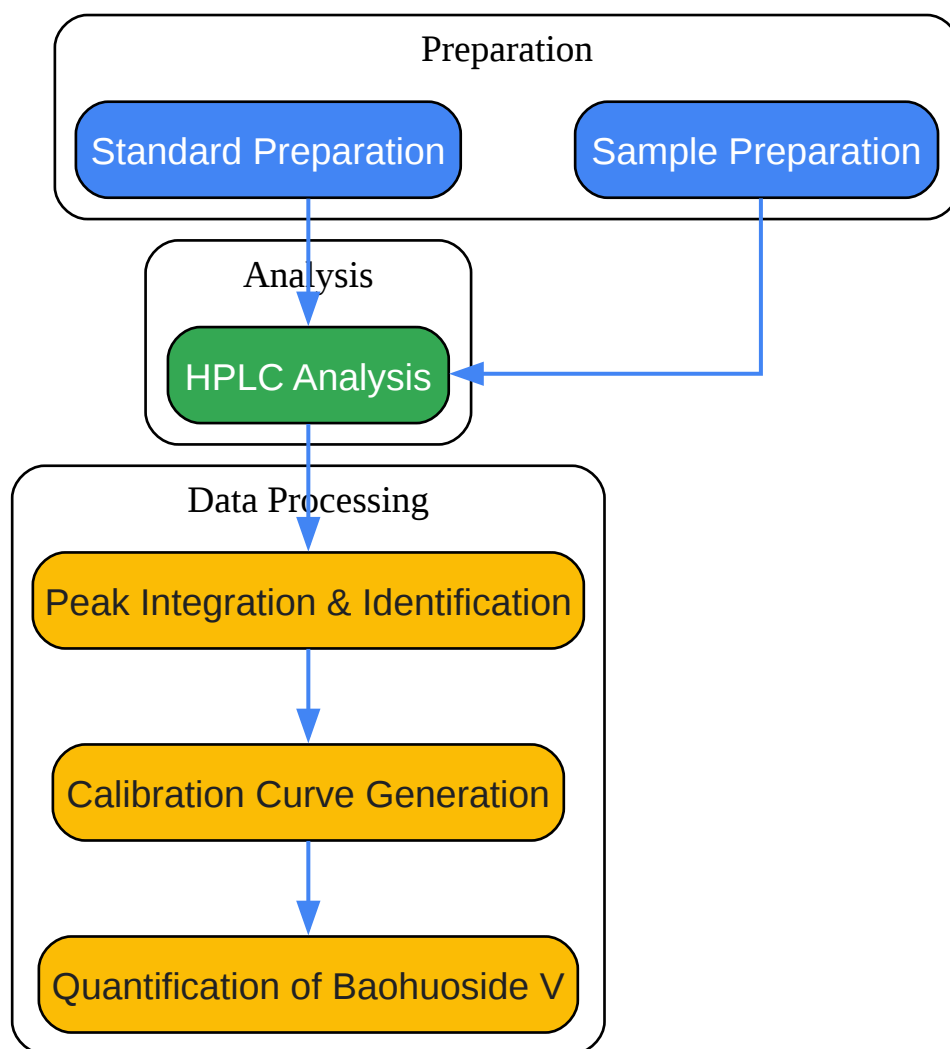 Preparation
Standard Preparation
Sample Preparation
Analysis
HPLC Analysis
Data Processing
Peak Integration & Identification
Calibration Curve Generation
Quantification of Baohuoside V